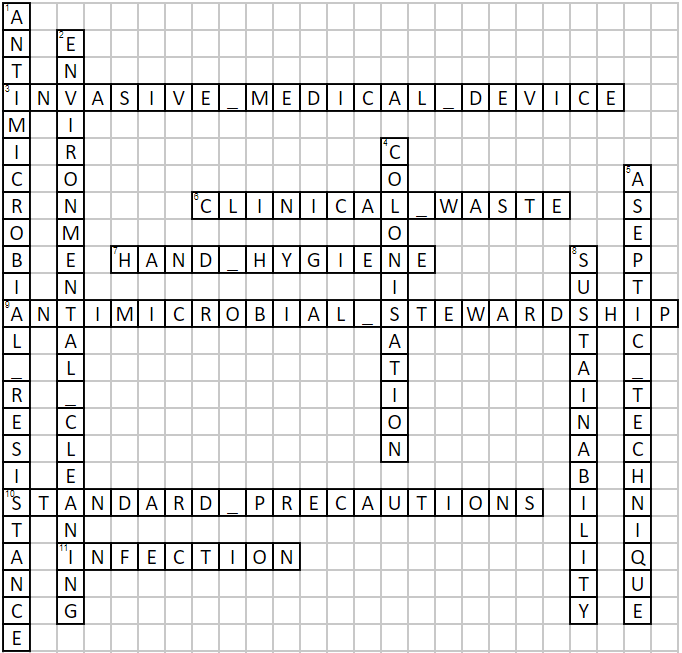 1 ANTIMICROBIAL_RESISTANCE
2 ENVIRONMENTAL_CLEANING
3 INVASIVE_MEDICAL_DEVICE
4 COLONISATION
5 ASEPTIC_TECHNIQUE
6 CLINICAL_WASTE
7 HAND_HYGIENE
8 SUSTAINABILITY
9 ANTIMICROBIAL_STEWARDSHIP
10 STANDARD_PRECAUTIONS
11 INFECTION